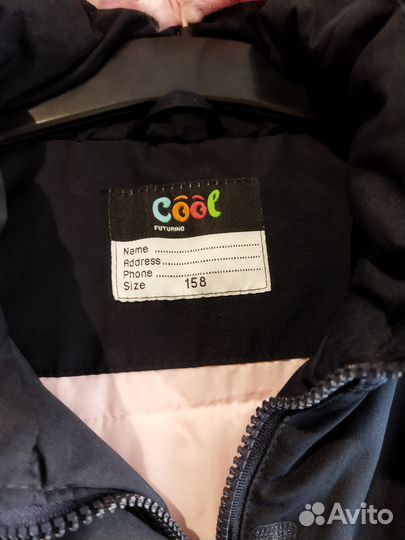 Cool
FUTURINO
Name
Address
Phone
Size 158
Avito